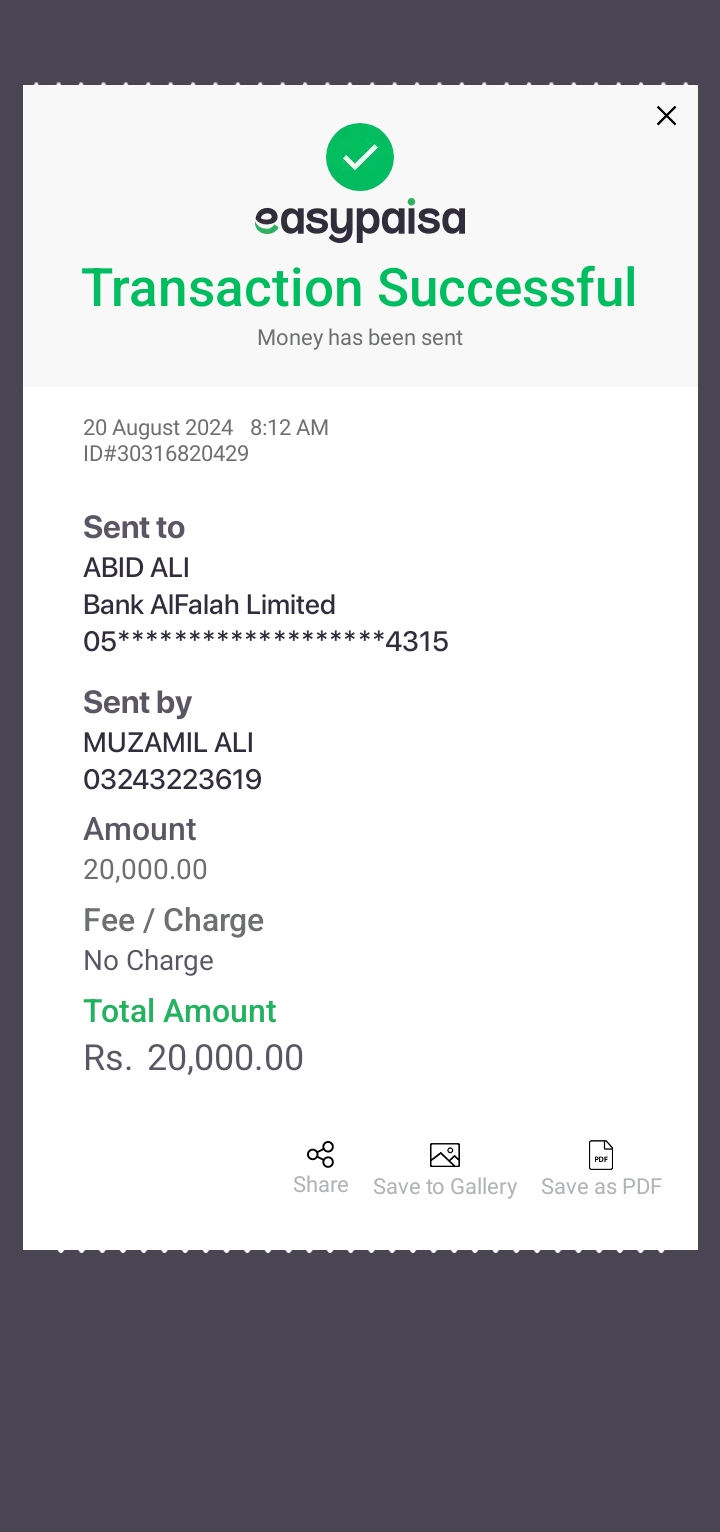 easypaisa
Transaction Successful
Money has been sent
20 August 2024 8:12 AM
ID#30316820429
Sent to
ABID ALI
Bank AlFalah Limited
05*******************4315
Sent by
MUZAMIL ALI
03243223619
Amount
20,000.00
Fee / Charge
No Charge
Total Amount
Rs. 20,000.00
Share
Save to Gallery
PDF
Save as PDF